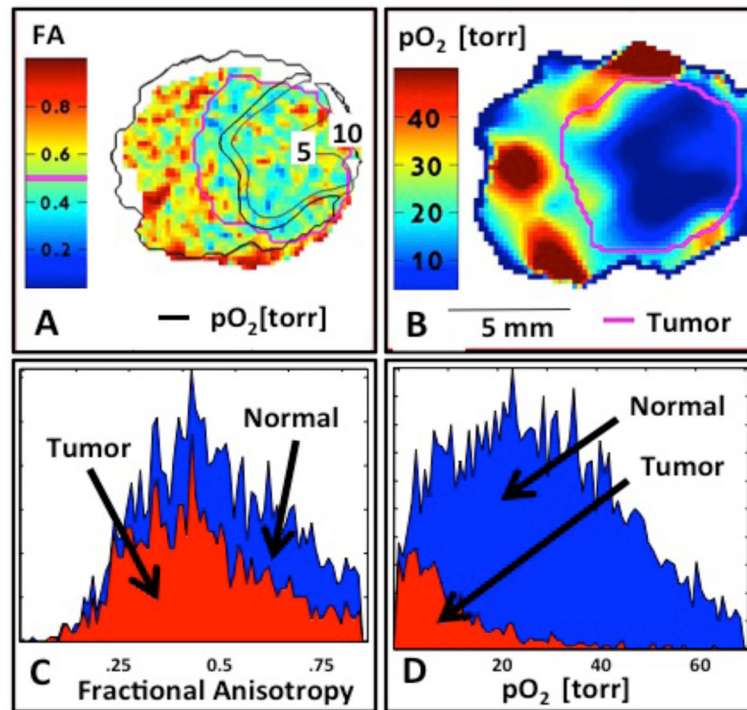 FA
0.8
0.6
0.4
0.2
5
10
A
pO2[torr]
pO2 [torr]
40
30
20
10
B
5 mm
Tumor
Tumor
Normal
C
.25
0.5
.75
Fractional Anisotropy
Normal
Tumor
D
20
40
60
pO2 [torr]